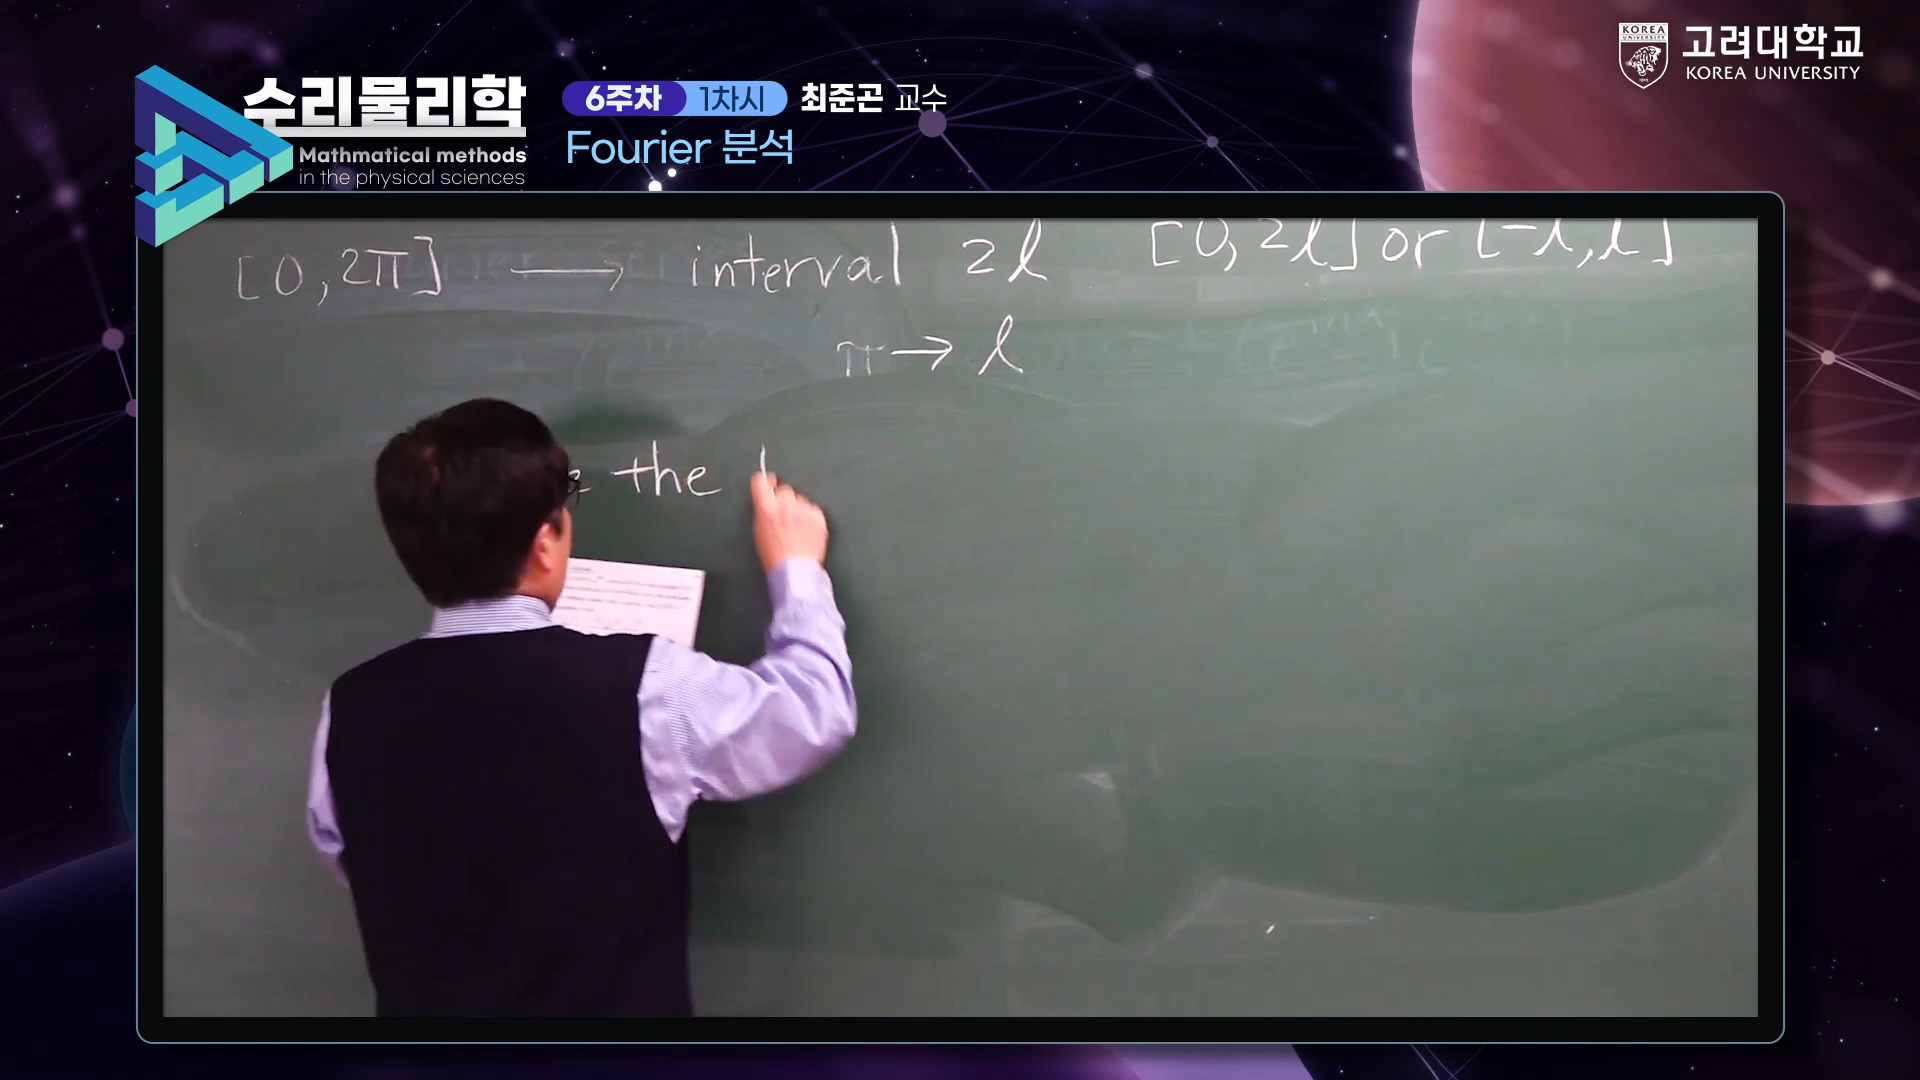 KOREA
UNIVERSITY
고려대학교
KOREA UNIVERSITY
수리물리학
Mathmatical methods
in the physical sciences
6주차 1차시 최준곤 교수
Fourier 분석
[0, 2π] → interval 2l [0, 2l] or [-l, l]
π → l
the